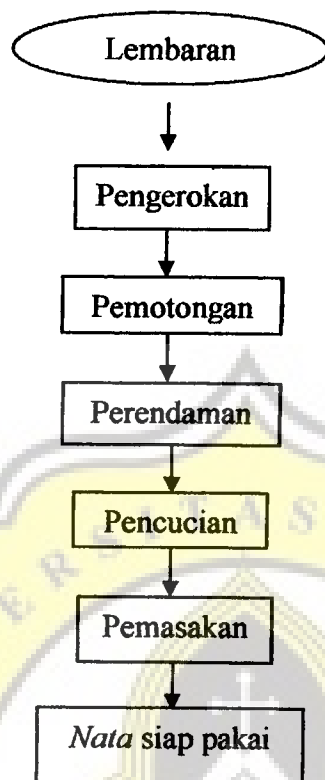 Lembaran
Pengerokan
Pemotongan
Perendaman
Pencucian
Pemasakan
Nata siap pakai